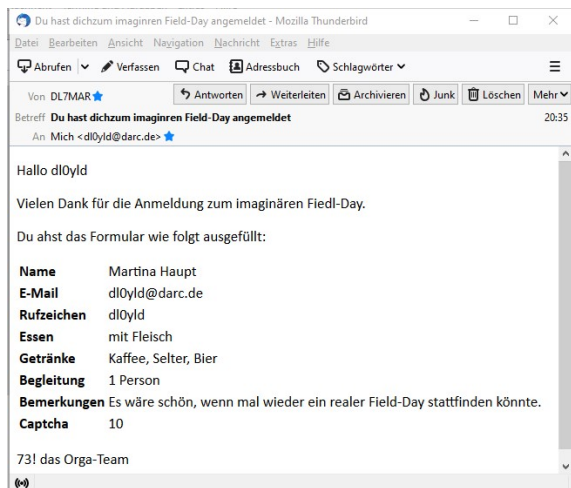 Du hast dichzum imaginren Field-Day angemeldet - Mozilla Thunderbird
Datei Bearbeiten Ansicht Navigation Nachricht Extras Hilfe
Abrufen Verfassen Chat Adressbuch Schlagwörter
Von DL7MAR Antworten Weiterleiten Archivieren Junk Löschen Mehr
Betreff Du hast dichzum imaginren Field-Day angemeldet 20:35
An Mich <dl0yld@darc.de>
Hallo dl0yld
Vielen Dank für die Anmeldung zum imaginären Fiedl-Day.
Du ahst das Formular wie folgt ausgefüllt:
Name Martina Haupt
E-Mail dl0yld@darc.de
Rufzeichen dl0yld
Essen mit Fleisch
Getränke Kaffee, Selter, Bier
Begleitung 1 Person
Bemerkungen Es wäre schön, wenn mal wieder ein realer Field-Day stattfinden könnte.
Captcha 10
73! das Orga-Team